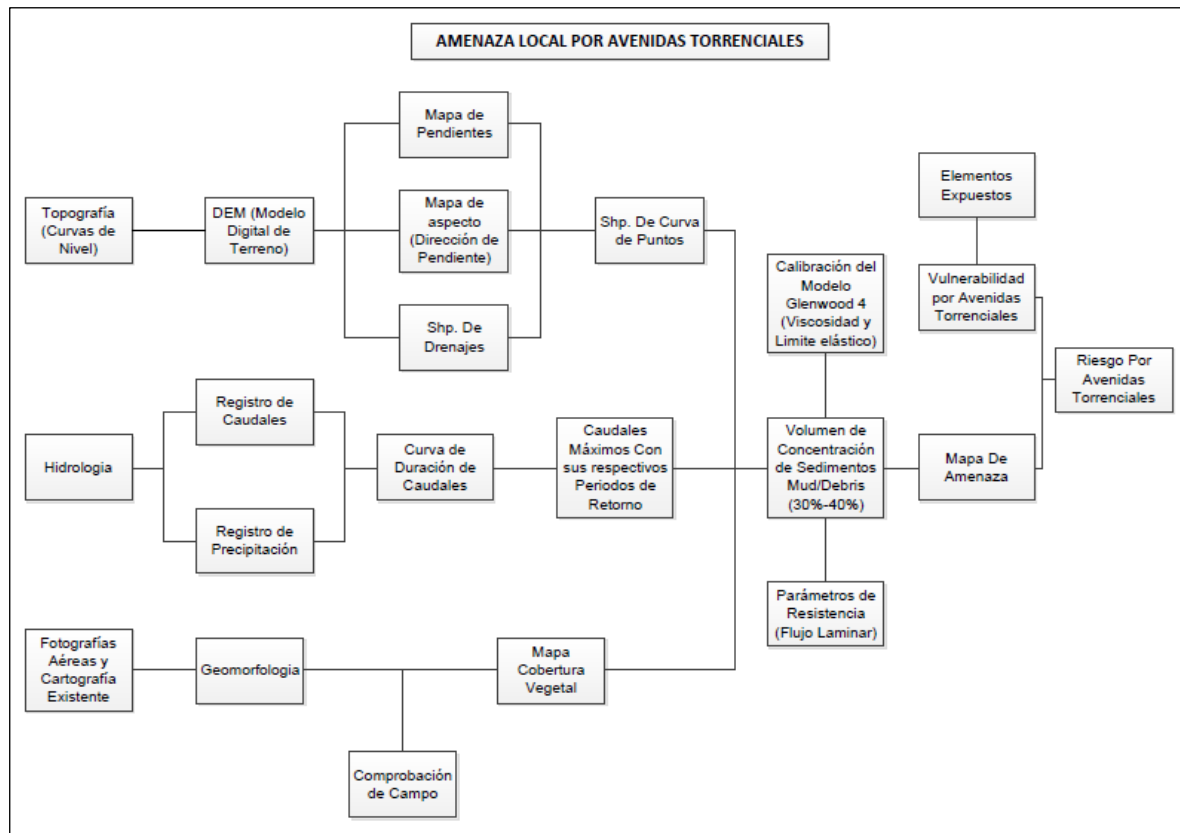 AMENAZA LOCAL POR AVENIDAS TORRENCIALES
Mapa de
Pendientes
Elementos
Expuestos
Topografía
(Curvas de
Nivel)
DEM (Modelo
Digital de
Terreno)
Mapa de
aspecto
(Dirección de
Pendiente)
Shp. De Curva
de Puntos
Calibración del
Modelo
Glenwood 4
(Viscosidad y
Limite elástico)
Vulnerabilidad
por Avenidas
Torrenciales
Shp. De
Drenajes
Riesgo Por
Avenidas
Torrenciales
Registro de
Caudales
Hidrologia
Curva de
Duración de
Caudales
Caudales
Máximos Con
sus respectivos
Periodos de
Retorno
Volumen de
Concentración
de Sedimentos
Mud/Debris
(30%-40%)
Mapa De
Amenaza
Registro de
Precipitación
Parámetros de
Resistencia
(Flujo Laminar)
Fotografías
Aéreas y
Cartografía
Existente
Geomorfologia
Mapa
Cobertura
Vegetal
Comprobación
de Campo